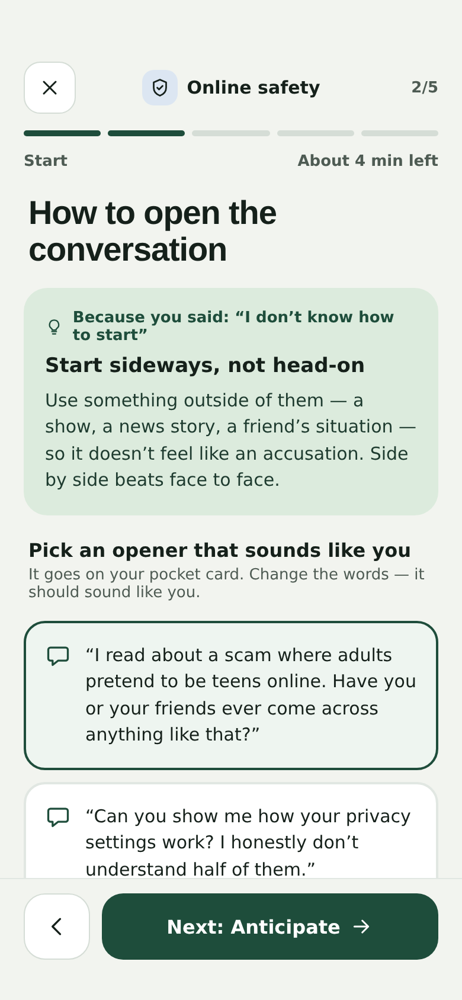 Online safety
2/5
Start
About 4 min left
How to open the
conversation
Because you said: “I don’t know how
to start”
Start sideways, not head-on
Use something outside of them — a
show, a news story, a friend’s situation —
so it doesn’t feel like an accusation. Side
by side beats face to face.
Pick an opener that sounds like you
It goes on your pocket card. Change the words — it
should sound like you.
“I read about a scam where adults
pretend to be teens online. Have you
or your friends ever come across
anything like that?”
“Can you show me how your privacy
settings work? I honestly don’t
understand half of them.”
Next: Anticipate